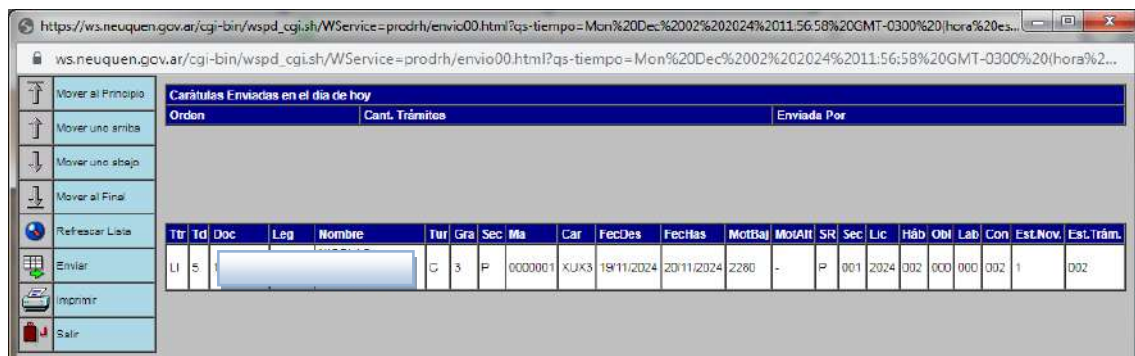 https://ws.neuquen.gov.ar/cgi-bin/wspd_cgi.sh/WService=prodrh/envio00.html?qs-tiempo=Mon%20Dec%2002%202024%2011:56:58%20GMT-0300%20(hora%20es...
ws.neuquen.gov.ar/cgi-bin/wspd_cgi.sh/WService=prodrh/envio00.html?qs-tiempo=Mon%20Dec%2002%202024%2011:56:58%20GMT-0300%20(hora%2...
Mover al Principio
Mover uno arriba
Mover uno abajo
Mover al Final
Refrescar Lista
Enviar
Imprimir
Salir
Carátulas Enviadas en el día de hoy
Orden Cant. Trámites Enviada Por
Ttr Td Doc Leg Nombre Tur Gra Sec Ma Car FecDes FecHas MotBaj MotAlt SR Sec Lic Háb Obl Lab Con Est.Nov. Est.Trám.
LI 5 1 C 3 P 0000001 XUX3 19/11/2024 20/11/2024 2280 - P 001 2024 002 000 000 002 1 002